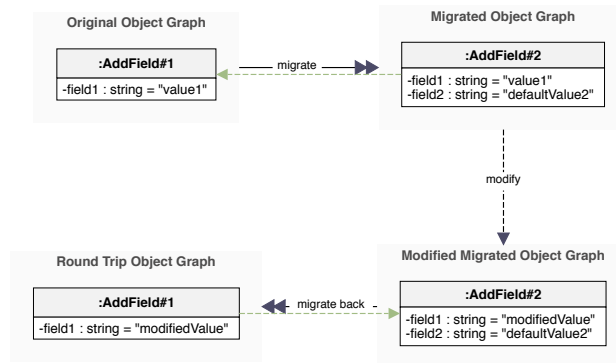 Original Object Graph
:AddField#1
-field1 : string = "value1"
migrate
Migrated Object Graph
:AddField#2
-field1 : string = "value1"
-field2 : string = "defaultValue2"
modify
Round Trip Object Graph
:AddField#1
-field1 : string = "modifiedValue"
migrate back
Modified Migrated Object Graph
:AddField#2
-field1 : string = "modifiedValue"
-field2 : string = "defaultValue2"